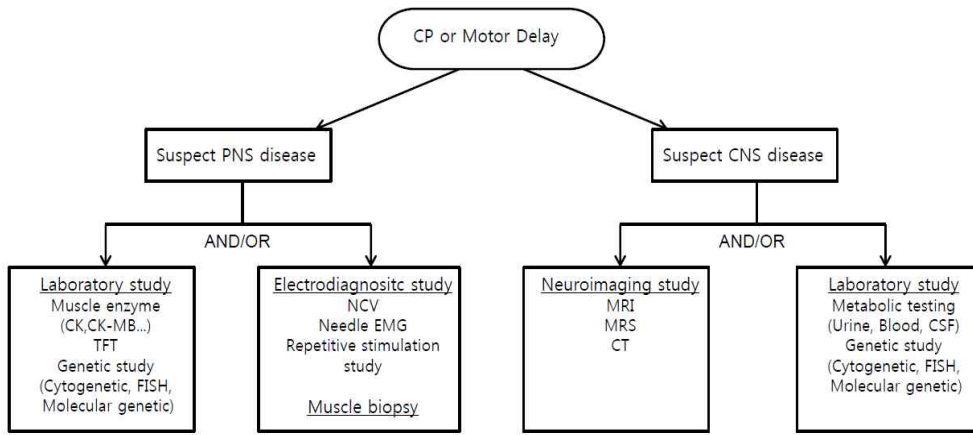 CP or Motor Delay
Suspect PNS disease
Suspect CNS disease
AND/OR
AND/OR
Laboratory study
Muscle enzyme
(CK,CK-MB...)
TFT
Genetic study
(Cytogenetic, FISH,
Molecular genetic)
Electrodiagnositc study
NCV
Needle EMG
Repetitive stimulation
study
Muscle biopsy
Neuroimaging study
MRI
MRS
CT
Laboratory study
Metabolic testing
(Urine, Blood, CSF)
Genetic study
(Cytogenetic, FISH,
Molecular genetic)